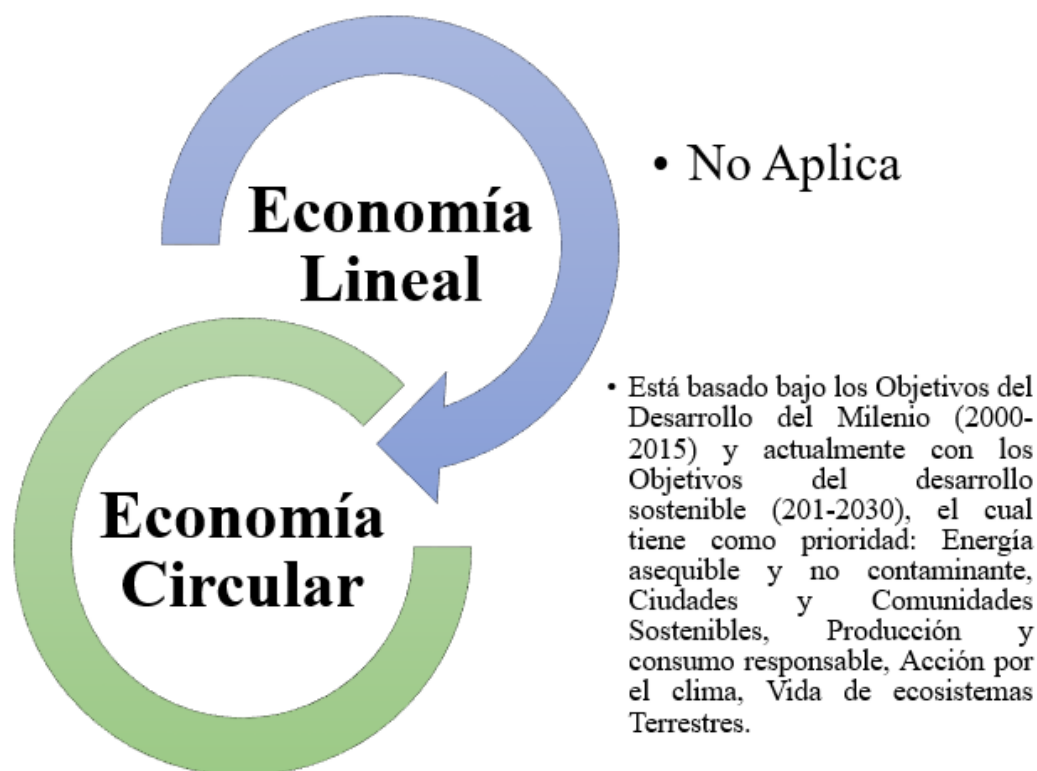 Economía
Lineal
• No Aplica
Economía
Circular
• Está basado bajo los Objetivos del
Desarrollo del Milenio (2000-
2015) y actualmente con los
Objetivos del desarrollo
sostenible (201-2030), el cual
tiene como prioridad: Energía
asequible y no contaminante,
Ciudades y Comunidades
Sostenibles, Producción y
consumo responsable, Acción por
el clima, Vida de ecosistemas
Terrestres.